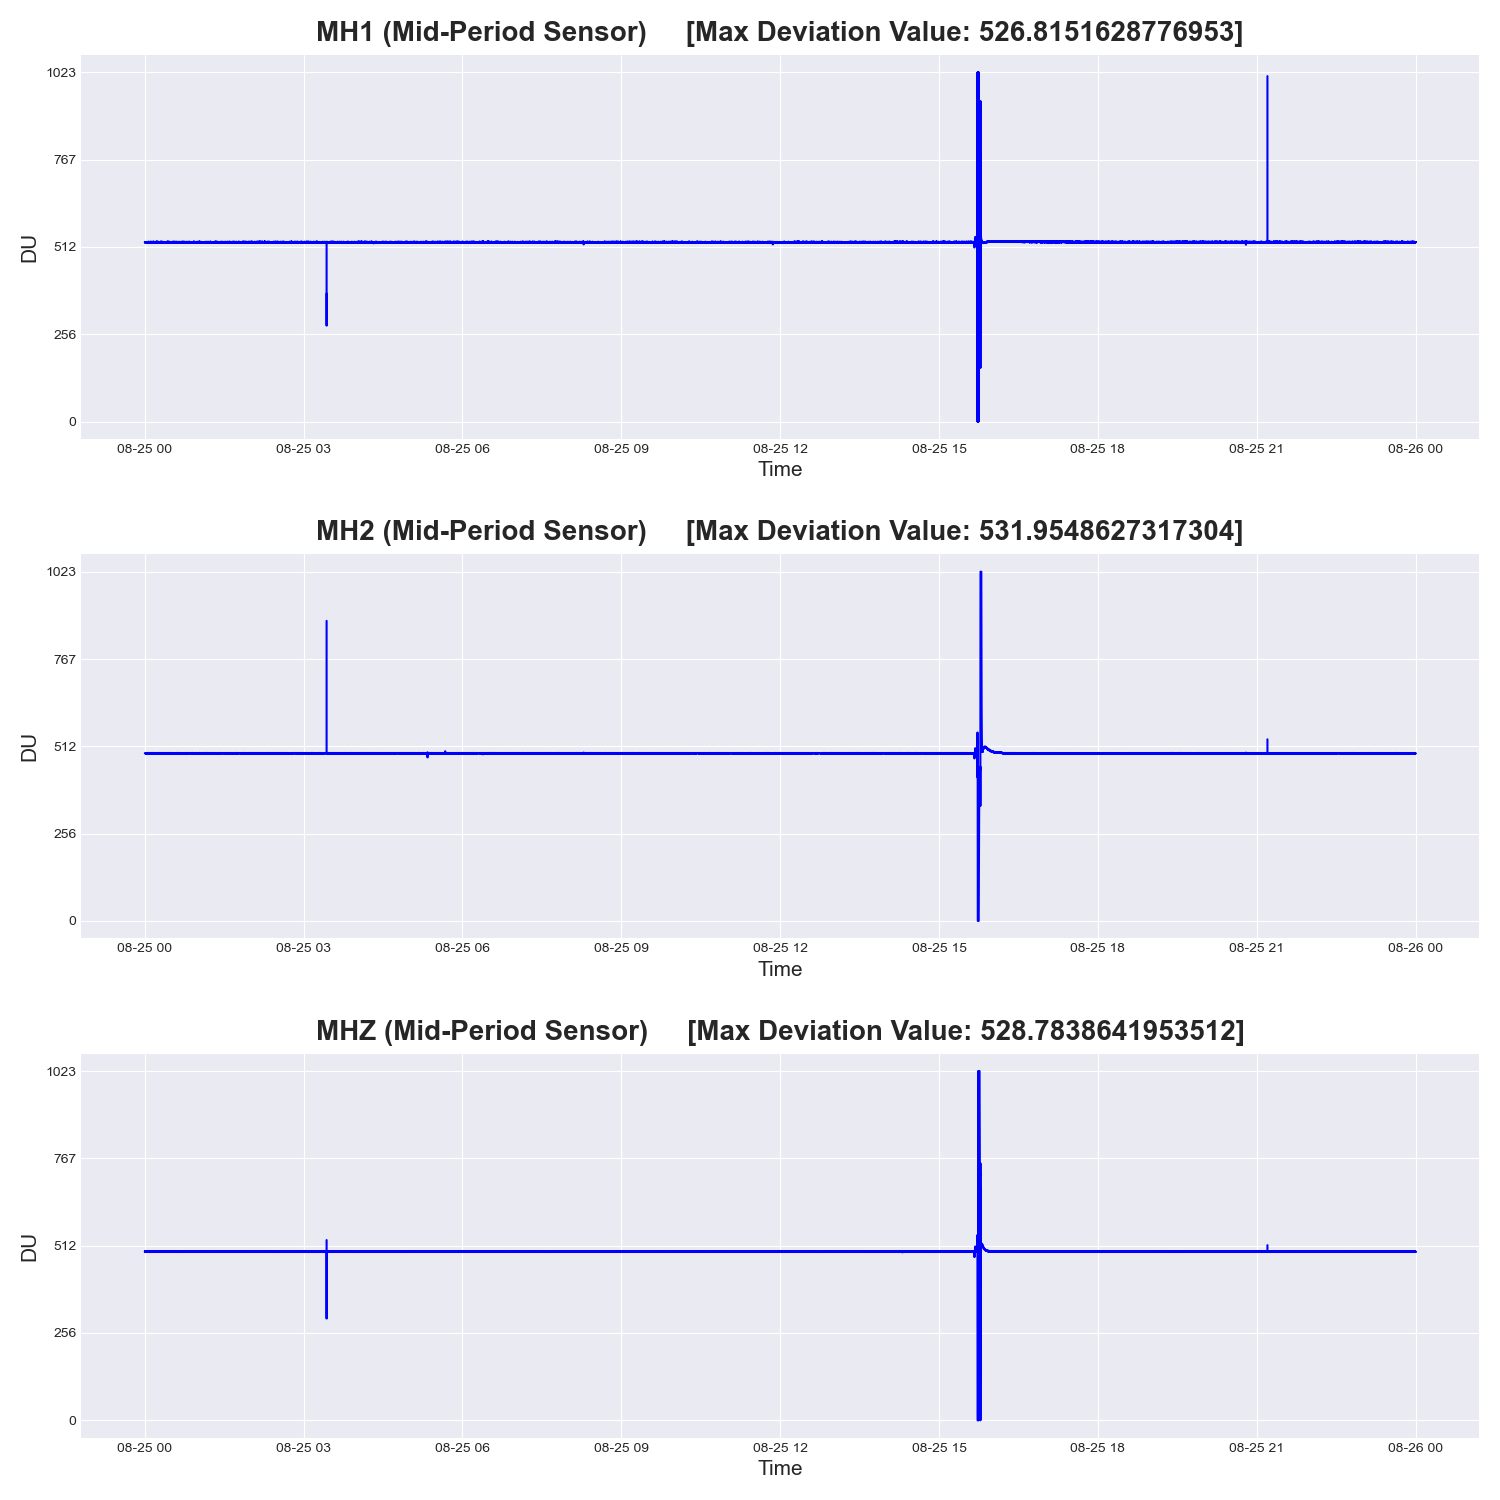 MH1 (Mid-Period Sensor) [Max Deviation Value: 526.8151628776953]
1023
767
512
256
0
DU
08-25 00 08-25 03 08-25 06 08-25 09 08-25 12 08-25 15 08-25 18 08-25 21 08-26 00
Time
MH2 (Mid-Period Sensor) [Max Deviation Value: 531.9548627317304]
1023
767
512
256
0
DU
08-25 00 08-25 03 08-25 06 08-25 09 08-25 12 08-25 15 08-25 18 08-25 21 08-26 00
Time
MHZ (Mid-Period Sensor) [Max Deviation Value: 528.7838641953512]
1023
767
512
256
0
DU
08-25 00 08-25 03 08-25 06 08-25 09 08-25 12 08-25 15 08-25 18 08-25 21 08-26 00
Time